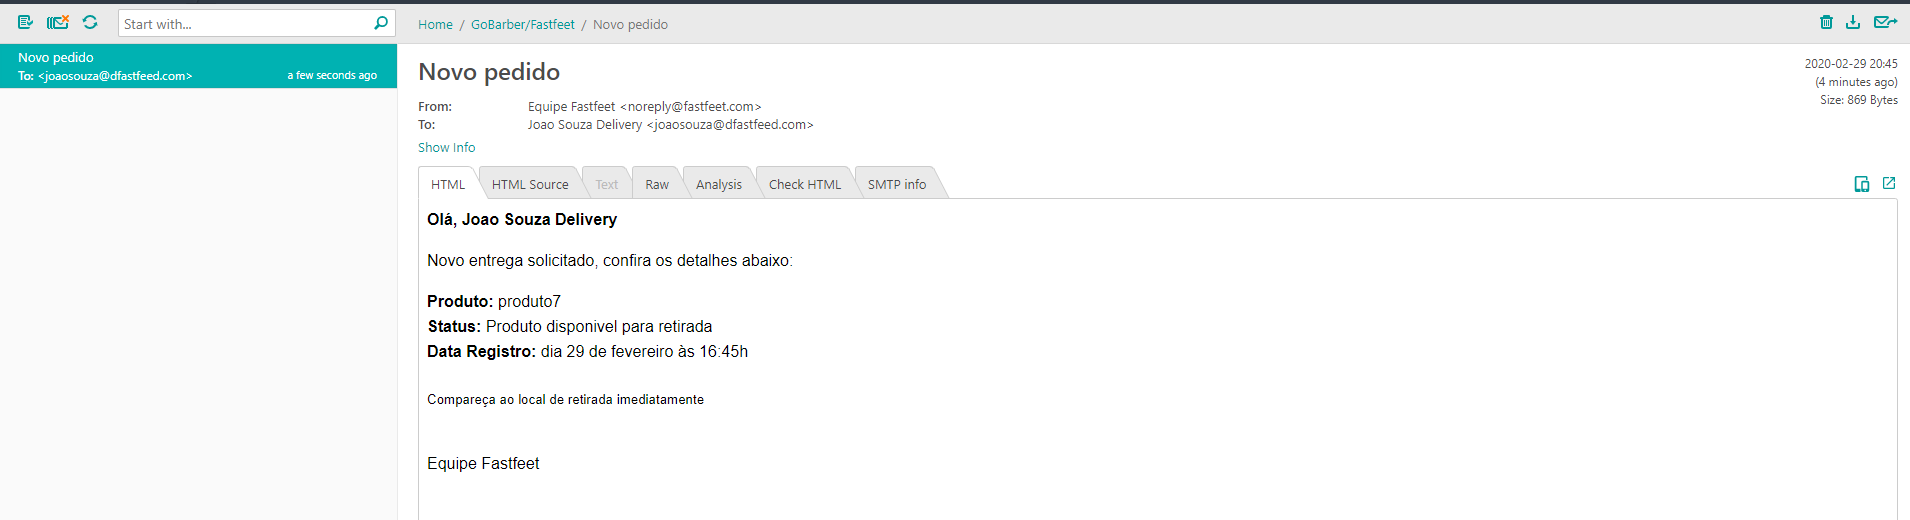 Start with...
Home / GoBarber/Fastfeet / Novo pedido
Novo pedido
To: <joaosouza@dfastfeed.com>
a few seconds ago
Novo pedido
2020-02-29 20:45
(4 minutes ago)
Size: 869 Bytes
From: Equipe Fastfeet <noreply@fastfeet.com>
To: Joao Souza Delivery <joaosouza@dfastfeed.com>
Show Info
HTML HTML Source Text Raw Analysis Check HTML SMTP info
Olá, Joao Souza Delivery
Novo entrega solicitado, confira os detalhes abaixo:
Produto: produto7
Status: Produto disponivel para retirada
Data Registro: dia 29 de fevereiro às 16:45h
Compareça ao local de retirada imediatamente
Equipe Fastfeet